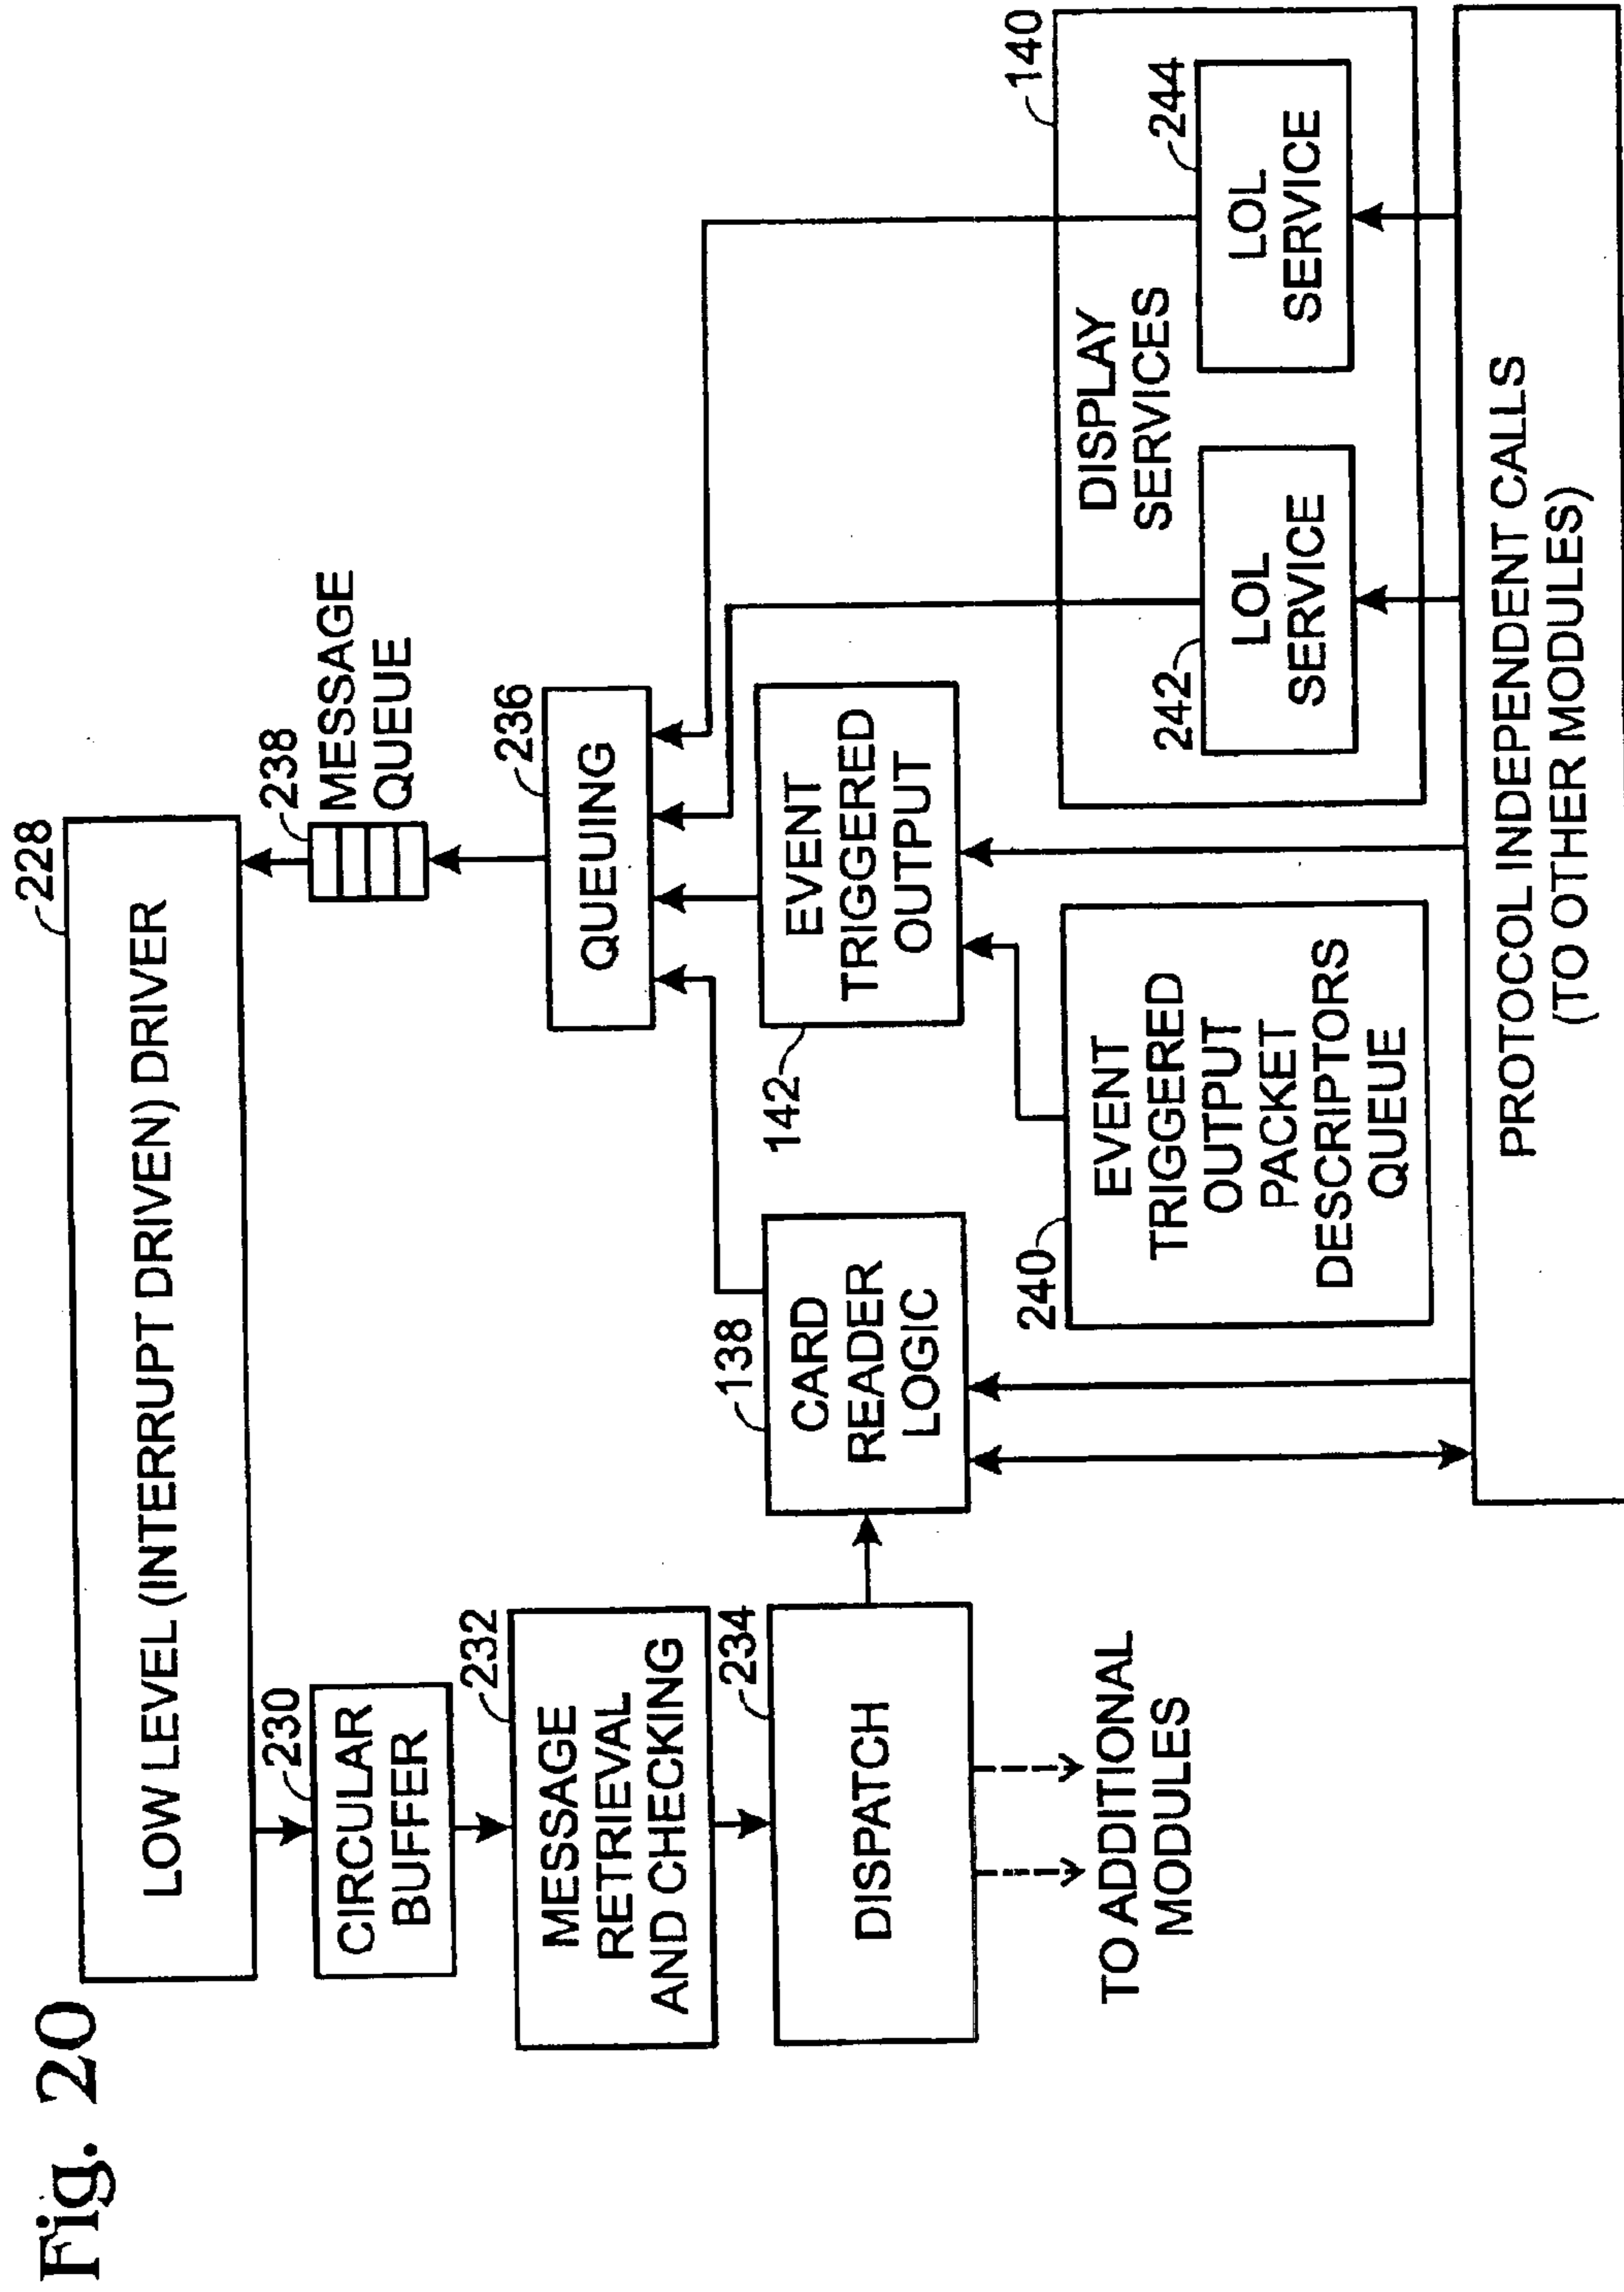 Fig. 20
228
LOW LEVEL (INTERRUPT DRIVEN) DRIVER
230
CIRCULAR
BUFFER
238
MESSAGE
QUEUE
232
MESSAGE
RETRIEVAL
AND CHECKING
236
QUEUING
234
DISPATCH
138
CARD
READER
LOGIC
142
EVENT
TRIGGERED
OUTPUT
140
DISPLAY
SERVICES
240
EVENT
TRIGGERED
OUTPUT
PACKET
DESCRIPTORS
QUEUE
242
LOL
SERVICE
244
LOL
SERVICE
TO ADDITIONAL
MODULES
PROTOCOL INDEPENDENT CALLS
(TO OTHER MODULES)